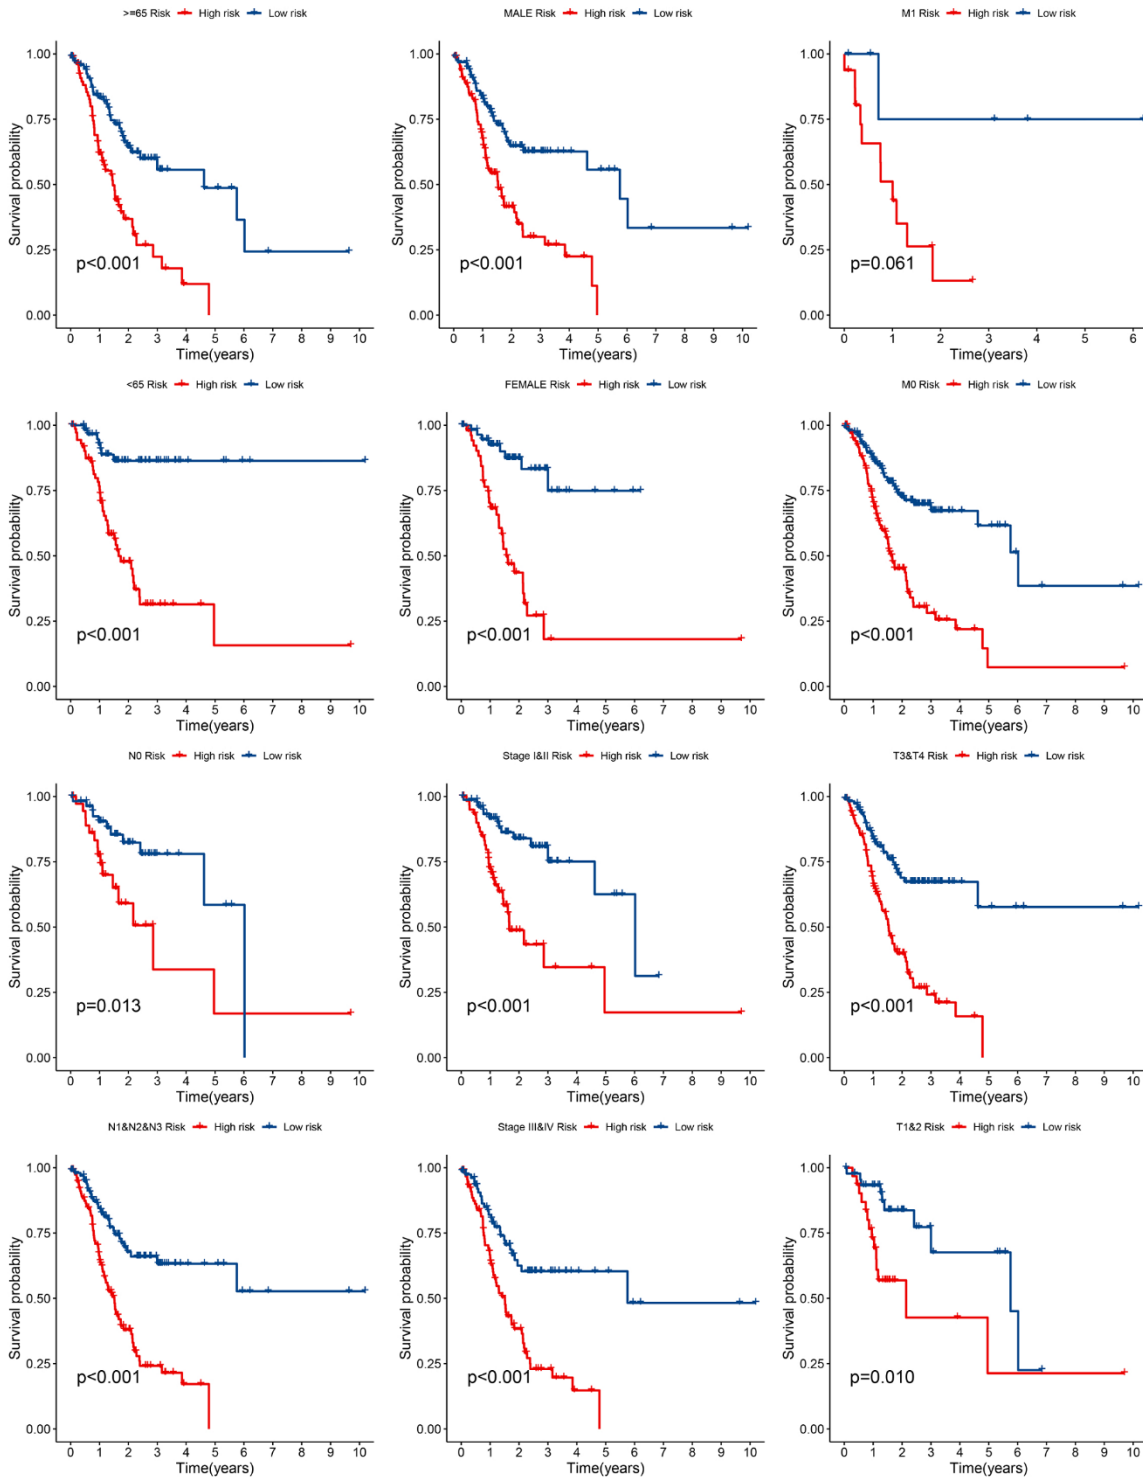 >=65 Risk High risk Low risk
Survival probability
1.00
0.75
0.50
0.25
0.00
p<0.001
0 1 2 3 4 5 6 7 8 9 10
Time(years)
MALE Risk High risk Low risk
Survival probability
1.00
0.75
0.50
0.25
0.00
p<0.001
0 1 2 3 4 5 6 7 8 9 10
Time(years)
M1 Risk High risk Low risk
Survival probability
1.00
0.75
0.50
0.25
0.00
p=0.061
0 1 2 3 4 5 6
Time(years)
<65 Risk High risk Low risk
Survival probability
1.00
0.75
0.50
0.25
0.00
p<0.001
0 1 2 3 4 5 6 7 8 9 10
Time(years)
FEMALE Risk High risk Low risk
Survival probability
1.00
0.75
0.50
0.25
0.00
p<0.001
0 1 2 3 4 5 6 7 8 9 10
Time(years)
M0 Risk High risk Low risk
Survival probability
1.00
0.75
0.50
0.25
0.00
p<0.001
0 1 2 3 4 5 6 7 8 9 10
Time(years)
N0 Risk High risk Low risk
Survival probability
1.00
0.75
0.50
0.25
0.00
p=0.013
0 1 2 3 4 5 6 7 8 9 10
Time(years)
Stage I&II Risk High risk Low risk
Survival probability
1.00
0.75
0.50
0.25
0.00
p<0.001
0 1 2 3 4 5 6 7 8 9 10
Time(years)
T3&T4 Risk High risk Low risk
Survival probability
1.00
0.75
0.50
0.25
0.00
p<0.001
0 1 2 3 4 5 6 7 8 9 10
Time(years)
N1&N2&N3 Risk High risk Low risk
Survival probability
1.00
0.75
0.50
0.25
0.00
p<0.001
0 1 2 3 4 5 6 7 8 9 10
Time(years)
Stage III&IV Risk High risk Low risk
Survival probability
1.00
0.75
0.50
0.25
0.00
p<0.001
0 1 2 3 4 5 6 7 8 9 10
Time(years)
T1&2 Risk High risk Low risk
Survival probability
1.00
0.75
0.50
0.25
0.00
p=0.010
0 1 2 3 4 5 6 7 8 9 10
Time(years)